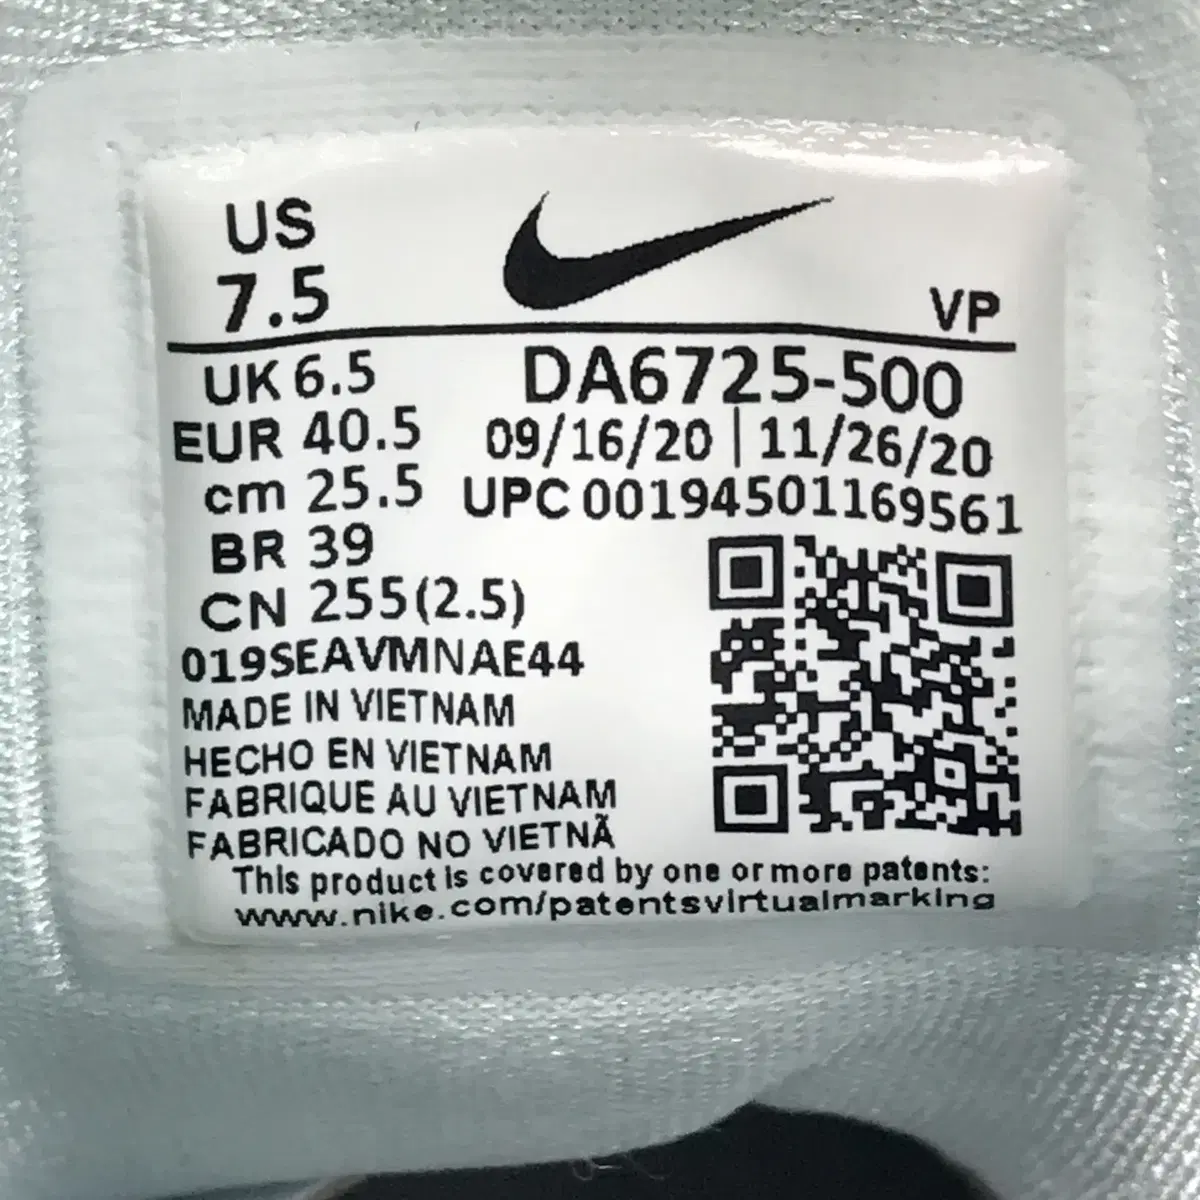 US
7.5
VP
UK 6.5
EUR 40.5
cm 25.5
BR 39
CN 255(2.5)
DA6725-500
09/16/20 | 11/26/20
UPC 00194501169561
019SEAVMNAE44
MADE IN VIETNAM
HECHO EN VIETNAM
FABRIQUE AU VIETNAM
FABRICADO NO VIETNÃ
This product is covered by one or more patents:
www.nike.com/patentsvirtualmarking